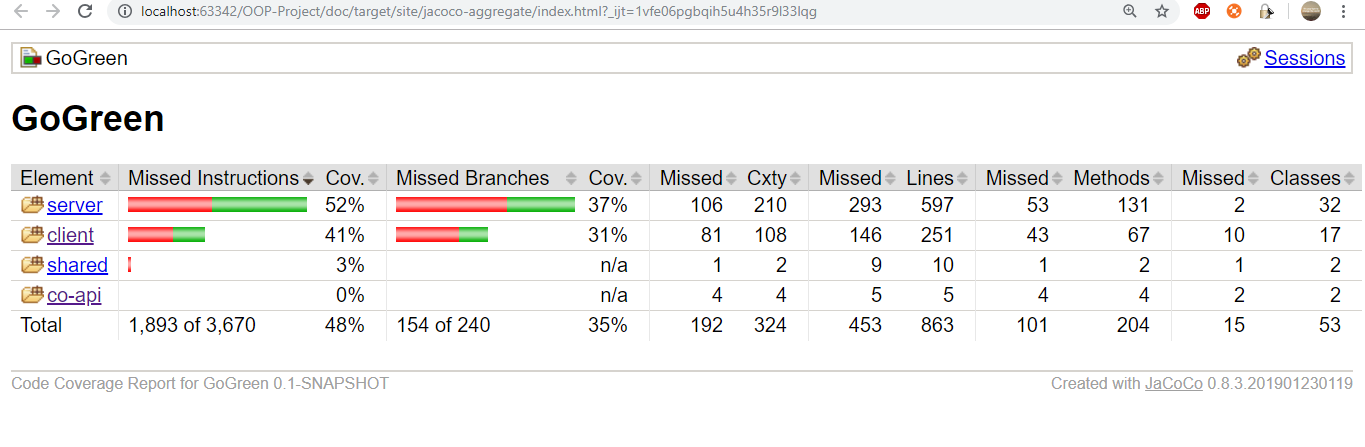 localhost:63342/OOP-Project/doc/target/site/jacoco-aggregate/index.html?_ijt=1vfe06pgbqih5u4h35r9l33lqg
ABP
GoGreen Sessions
GoGreen
Element Missed Instructions Cov. Missed Branches Cov. Missed Cxty Missed Lines Missed Methods Missed Classes
server 52% 37% 106 210 293 597 53 131 2 32
client 41% 31% 81 108 146 251 43 67 10 17
shared 3% n/a 1 2 9 10 1 2 1 2
co-api 0% n/a 4 4 5 5 4 4 2 2
Total 1,893 of 3,670 48% 154 of 240 35% 192 324 453 863 101 204 15 53
Code Coverage Report for GoGreen 0.1-SNAPSHOT Created with JaCoCo 0.8.3.201901230119